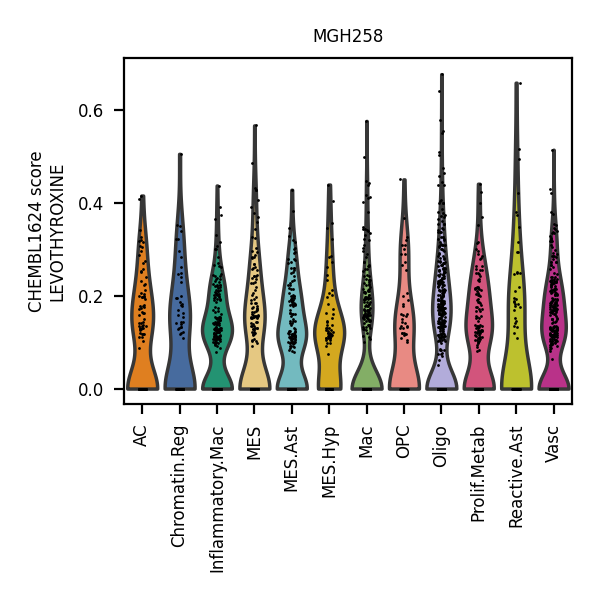 MGH258
CHEMBL1624 score
LEVOTHYROXINE
0.6
0.4
0.2
0.0
AC
Chromatin.Reg
Inflammatory.Mac
MES
MES.Ast
MES.Hyp
Mac
OPC
Oligo
Prolif.Metab
Reactive.Ast
Vasc